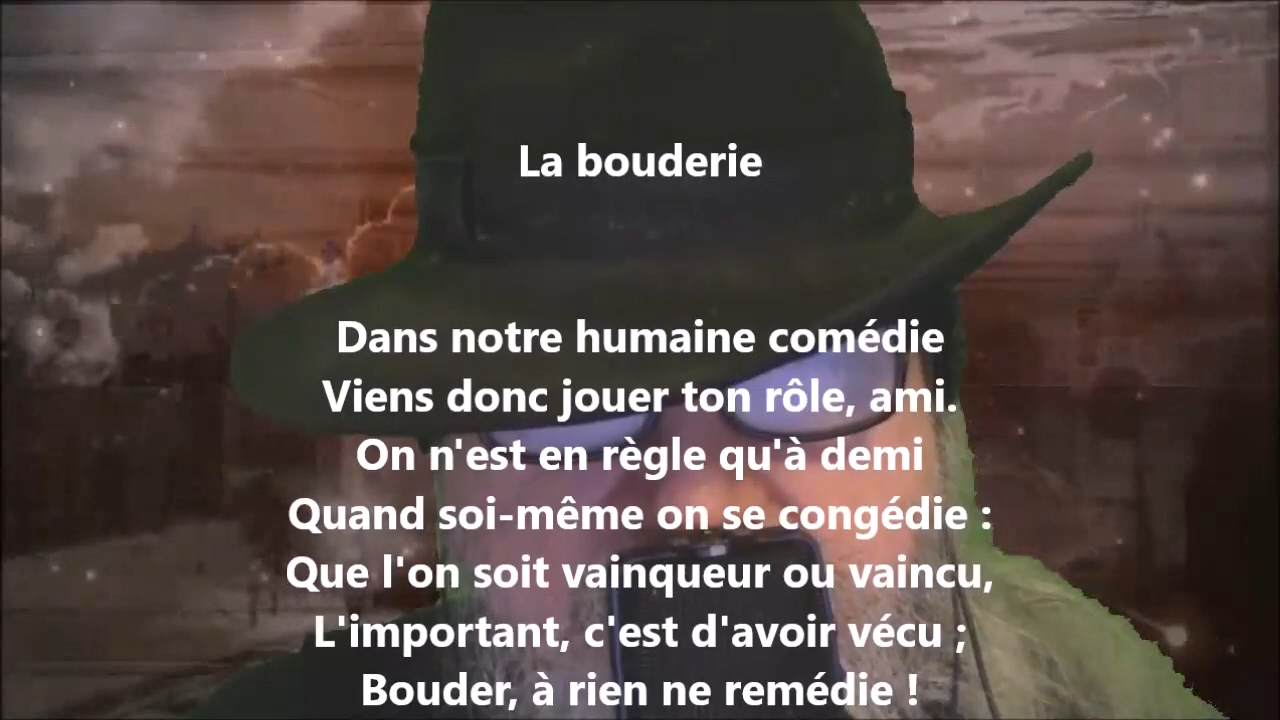 La bouderie
Dans notre humaine comédie
Viens donc jouer ton rôle, ami.
On n'est en règle qu'à demi
Quand soi-même on se congédie :
Que l'on soit vainqueur ou vaincu,
L'important, c'est d'avoir vécu ;
Bouder, à rien ne remédie !